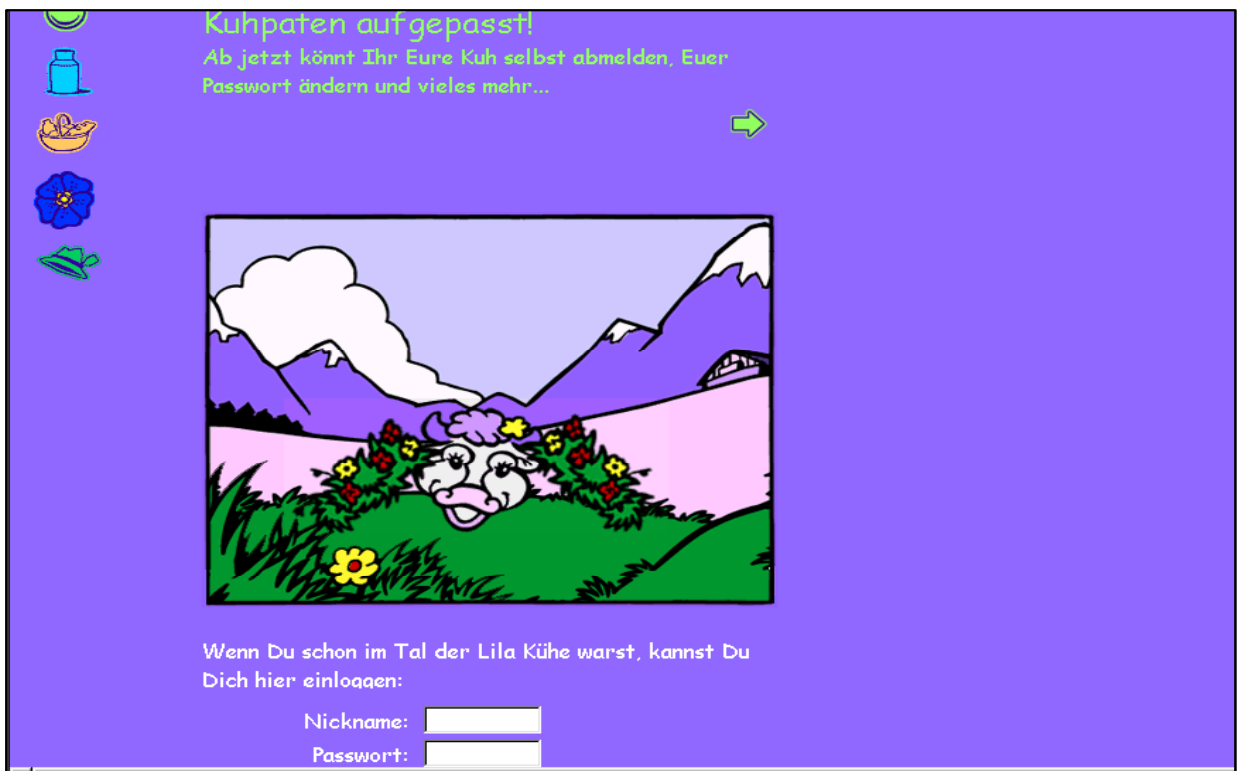 Kuhpaten aufgepasst!
Ab jetzt könnt Ihr Eure Kuh selbst abmelden, Euer
Passwort ändern und vieles mehr...
Wenn Du schon im Tal der Lila Kühe warst, kannst Du
Dich hier einloggen:
Nickname:
Passwort: